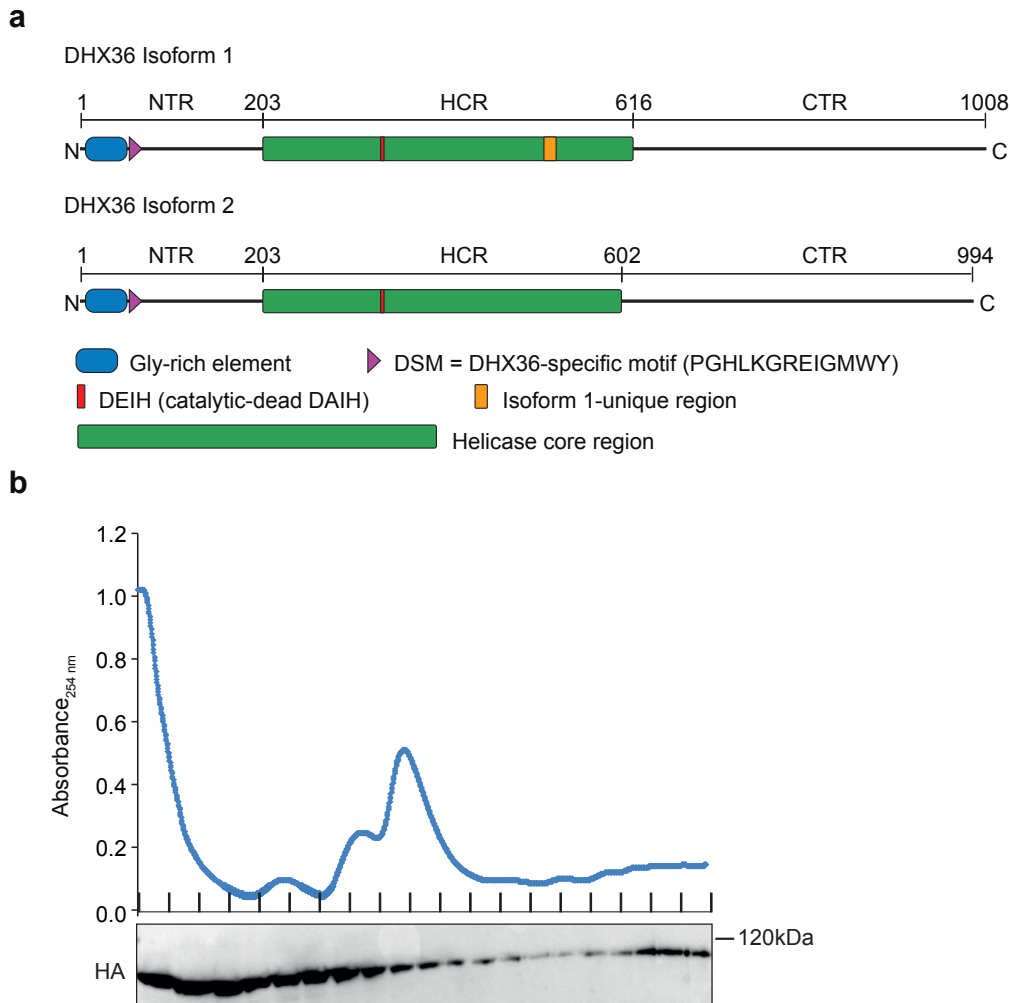 a
DHX36 Isoform 1
1 NTR 203 HCR 616 CTR 1008
N C
DHX36 Isoform 2
1 NTR 203 HCR 602 CTR 994
N C
Gly-rich element DSM = DHX36-specific motif (PGHLKGREIGMWY)
DEIH (catalytic-dead DAIH) Isoform 1-unique region
Helicase core region
b
Absorbance254 nm
1.2
1.0
0.8
0.6
0.4
0.2
0.0
120kDa
HA